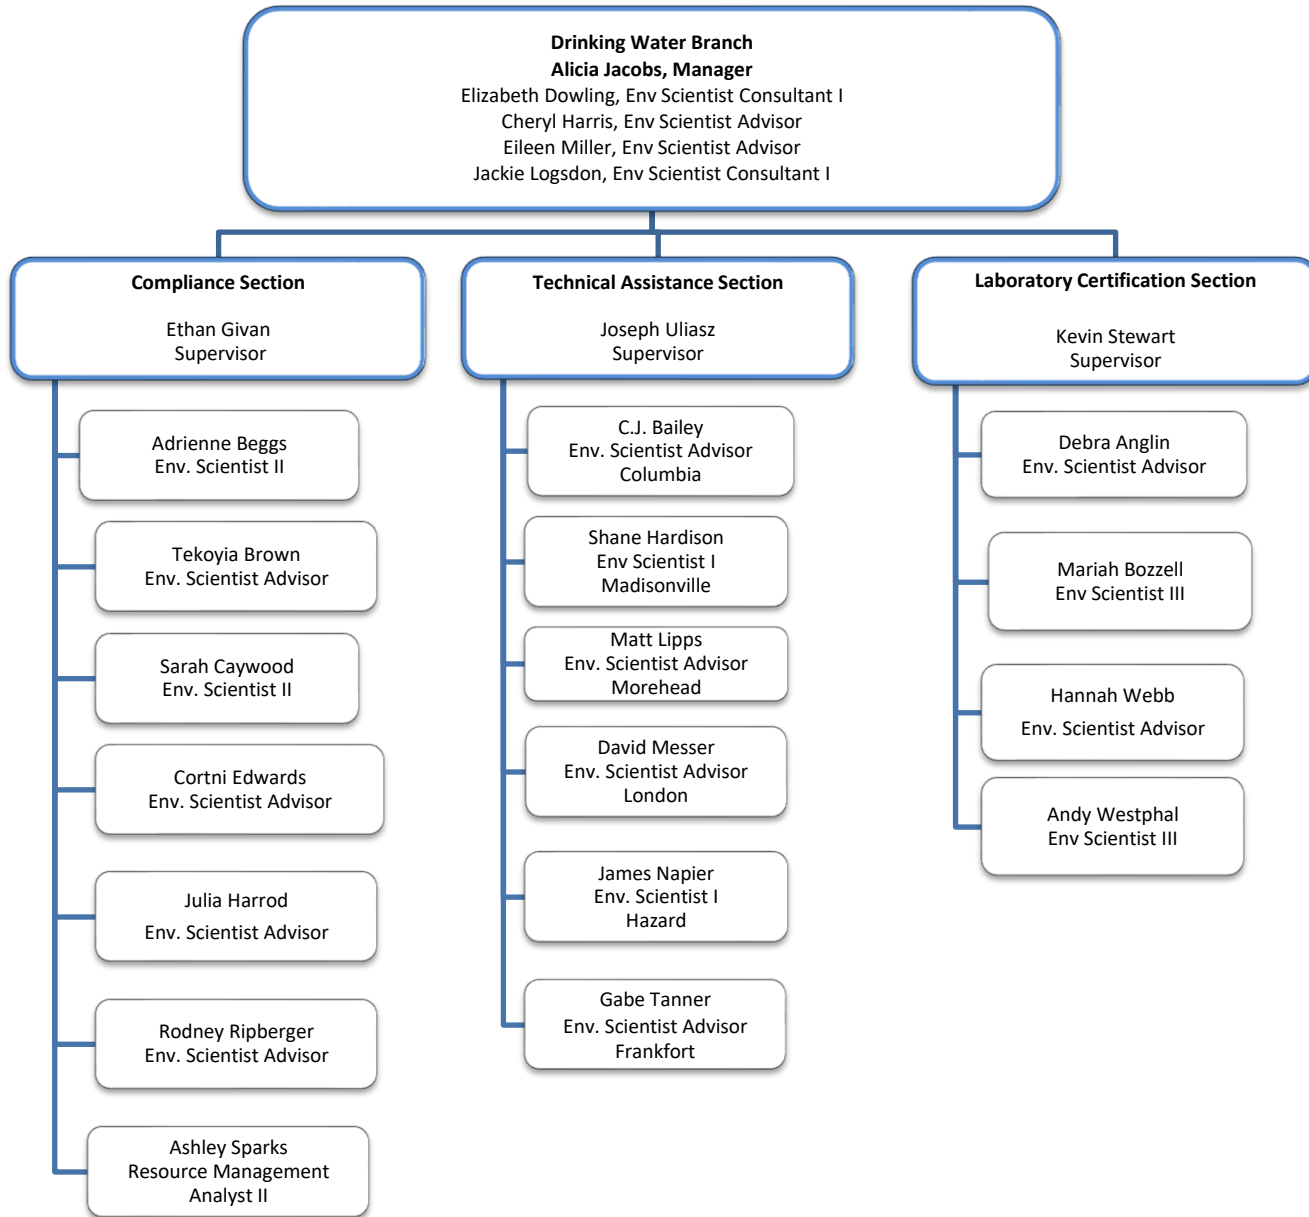 Drinking Water Branch
Alicia Jacobs, Manager
Elizabeth Dowling, Env Scientist Consultant I
Cheryl Harris, Env Scientist Advisor
Eileen Miller, Env Scientist Advisor
Jackie Logsdon, Env Scientist Consultant I
Compliance Section
Ethan Givan
Supervisor
Adrienne Beggs
Env. Scientist II
Tekoyia Brown
Env. Scientist Advisor
Sarah Caywood
Env. Scientist II
Cortni Edwards
Env. Scientist Advisor
Julia Harrod
Env. Scientist Advisor
Rodney Ripberger
Env. Scientist Advisor
Ashley Sparks
Resource Management
Analyst II
Technical Assistance Section
Joseph Uliasz
Supervisor
C.J. Bailey
Env. Scientist Advisor
Columbia
Shane Hardison
Env Scientist I
Madisonville
Matt Lipps
Env. Scientist Advisor
Morehead
David Messer
Env. Scientist Advisor
London
James Napier
Env. Scientist I
Hazard
Gabe Tanner
Env. Scientist Advisor
Frankfort
Laboratory Certification Section
Kevin Stewart
Supervisor
Debra Anglin
Env. Scientist Advisor
Mariah Bozzell
Env Scientist III
Hannah Webb
Env. Scientist Advisor
Andy Westphal
Env Scientist III